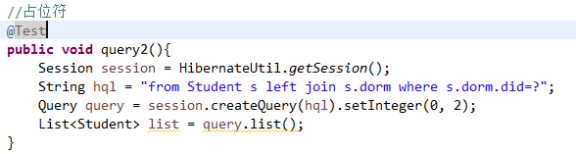 //占位符
@Test
public void query2(){
    Session session = HibernateUtil.getSession();
    String hql = "from Student s left join s.dorm where s.dorm.did=?";
    Query query = session.createQuery(hql).setInteger(0, 2);
    List<Student> list = query.list();
}